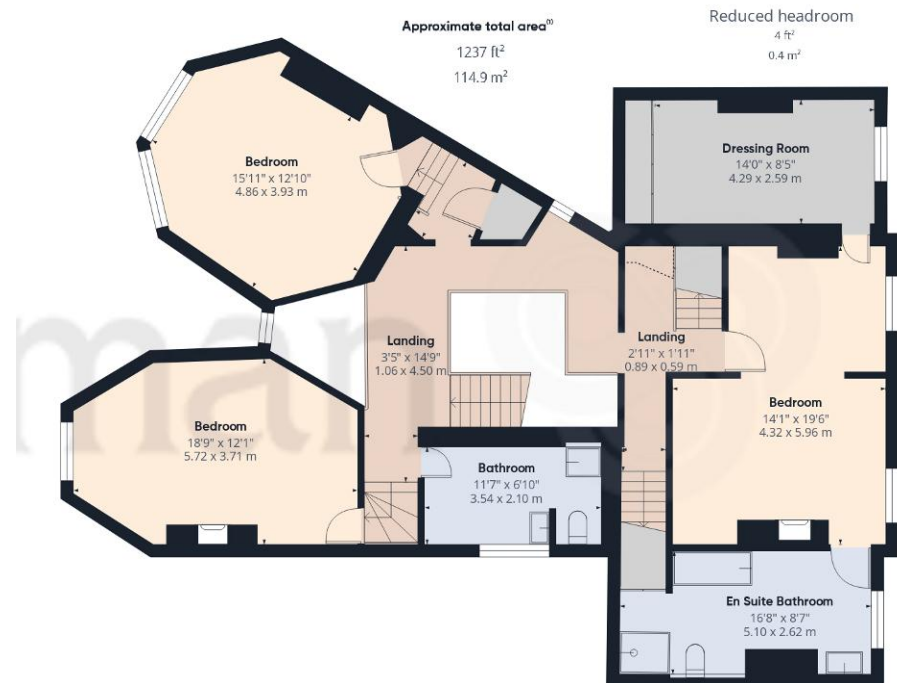 Approximate total area⁽¹⁾
1237 ft²
114.9 m²
Reduced headroom
4 ft²
0.4 m²
Bedroom
15'11" x 12'10"
4.86 x 3.93 m
Dressing Room
14'0" x 8'5"
4.29 x 2.59 m
Landing
3'5" x 14'9"
1.06 x 4.50 m
Landing
2'11" x 1'11"
0.89 x 0.59 m
Bedroom
18'9" x 12'1"
5.72 x 3.71 m
Bedroom
14'1" x 19'6"
4.32 x 5.96 m
Bathroom
11'7" x 6'10"
3.54 x 2.10 m
En Suite Bathroom
16'8" x 8'7"
5.10 x 2.62 m
man